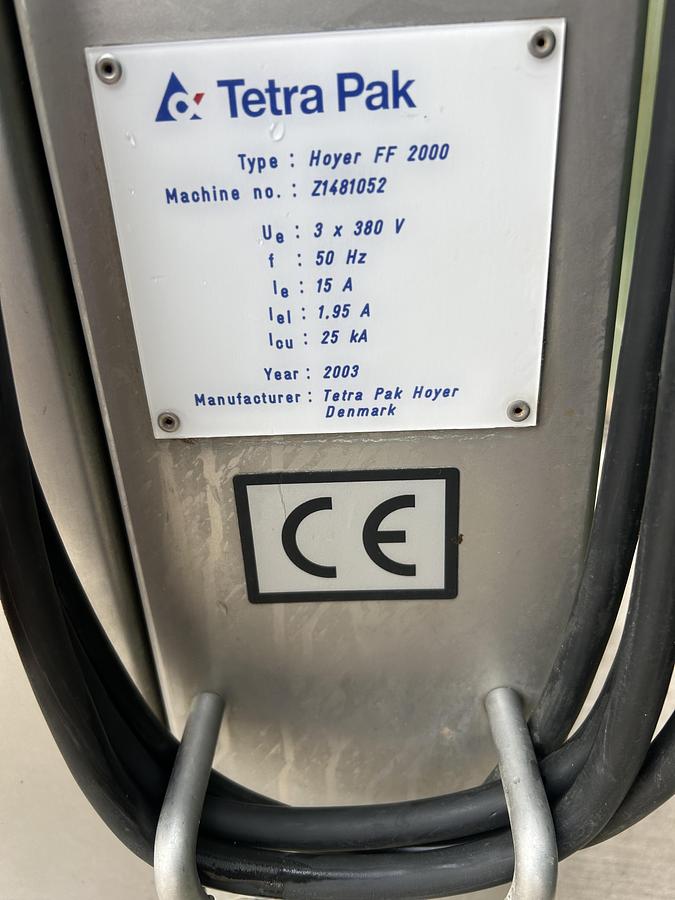 Tetra Pak
Type : Hoyer FF 2000
Machine no. : Z1481052
Ue : 3 x 380 V
f : 50 Hz
Ie : 15 A
Iel : 1.95 A
Icu : 25 kA
Year : 2003
Manufacturer : Tetra Pak Hoyer
Denmark
CE